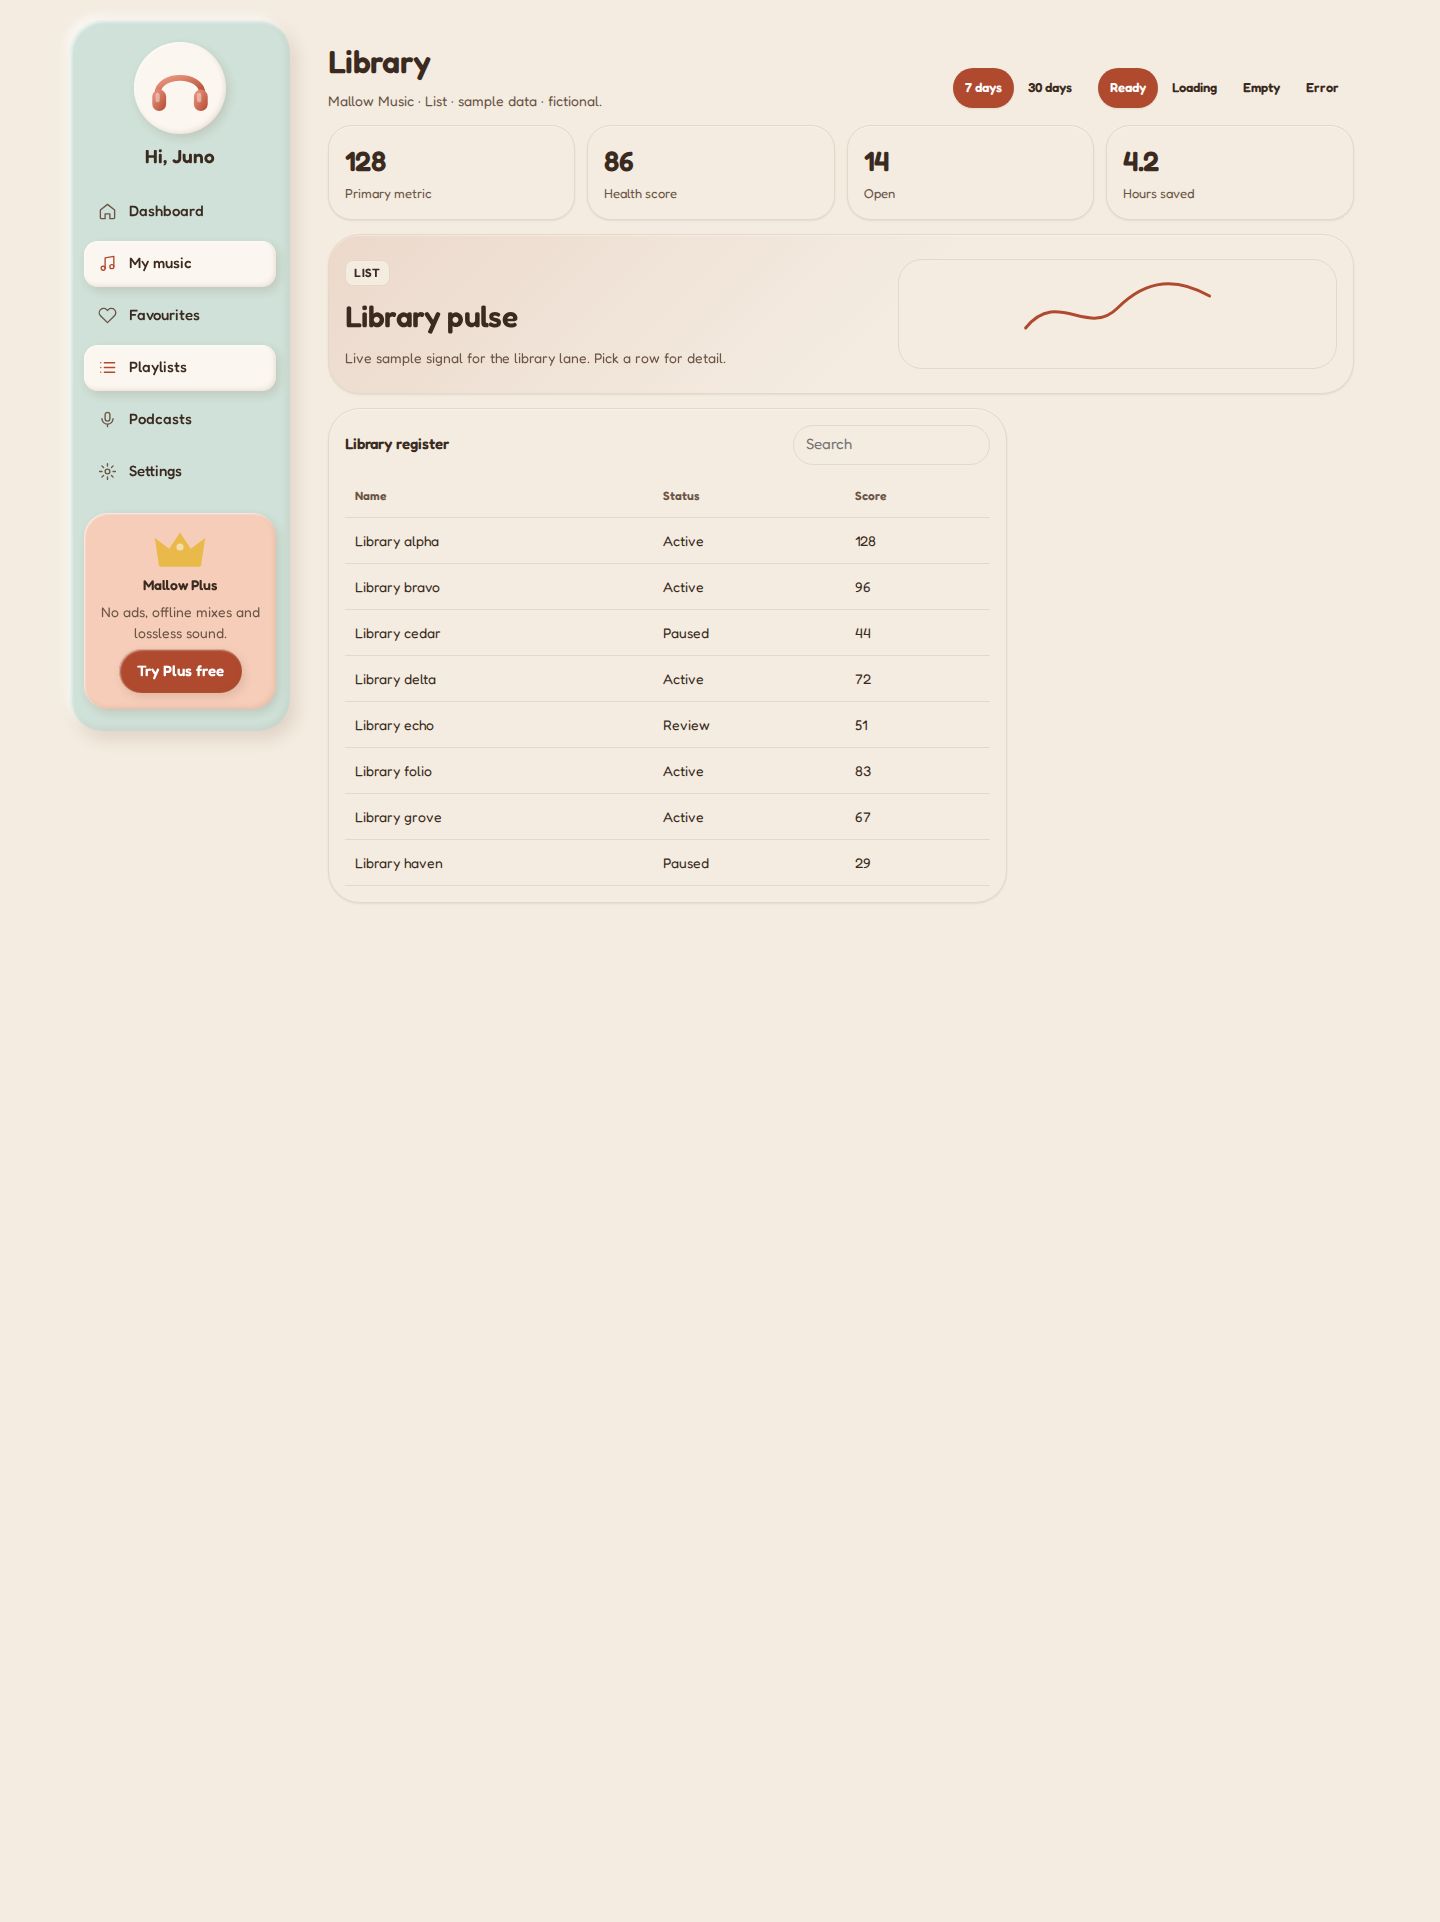 Hi, Juno
Dashboard
My music
Favourites
Playlists
Podcasts
Settings
Mallow Plus
No ads, offline mixes and
lossless sound.
Try Plus free
Library
Mallow Music · List · sample data · fictional.
7 days
30 days
Ready
Loading
Empty
Error
128
Primary metric
86
Health score
14
Open
4.2
Hours saved
LIST
Library pulse
Live sample signal for the library lane. Pick a row for detail.
Library register
Search
Name Status Score
Library alpha Active 128
Library bravo Active 96
Library cedar Paused 44
Library delta Active 72
Library echo Review 51
Library folio Active 83
Library grove Active 67
Library haven Paused 29